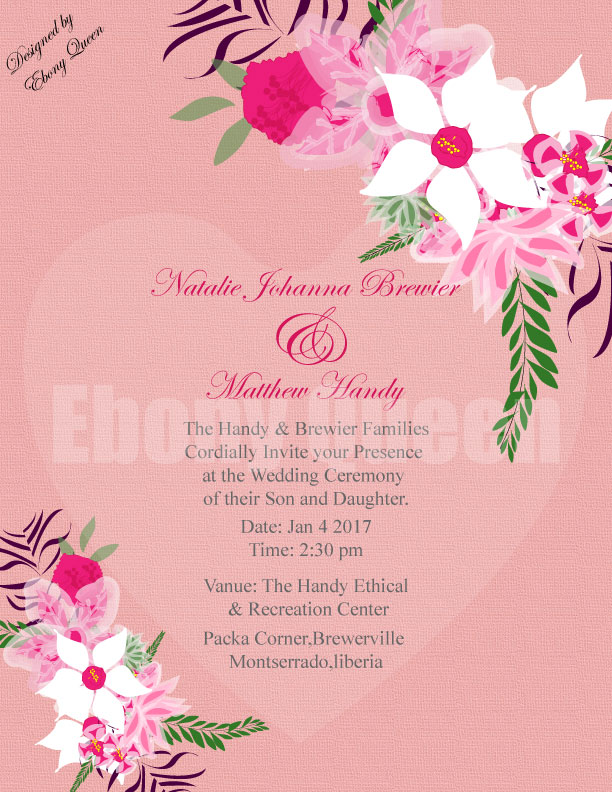 Designed by
Ebony Queen
Natalie Johanna Brewier
&
Matthew Handy
Ebony Queen
The Handy & Brewier Families
Cordially Invite your Presence
at the Wedding Ceremony
of their Son and Daughter.
Date: Jan 4 2017
Time: 2:30 pm
Vanue: The Handy Ethical
& Recreation Center
Packa Corner,Brewerville
Montserrado,liberia